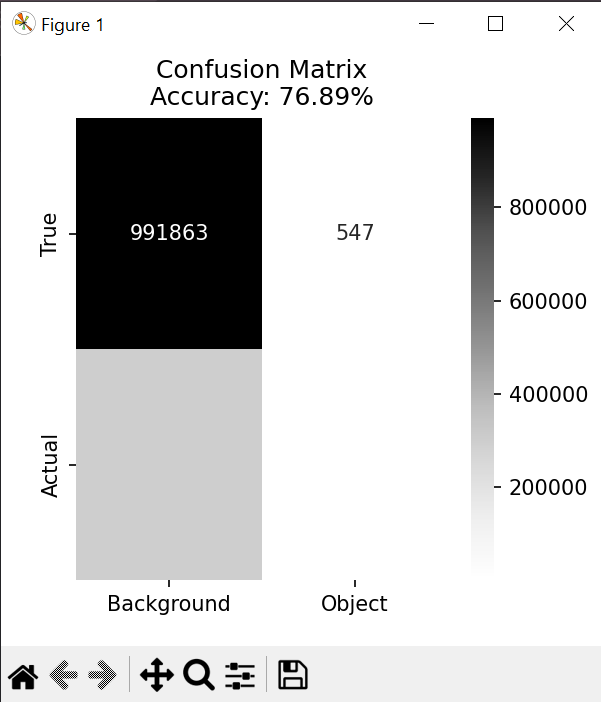 Figure 1
Confusion Matrix
Accuracy: 76.89%
True
991863
547
Actual
Background
Object
800000
600000
400000
200000